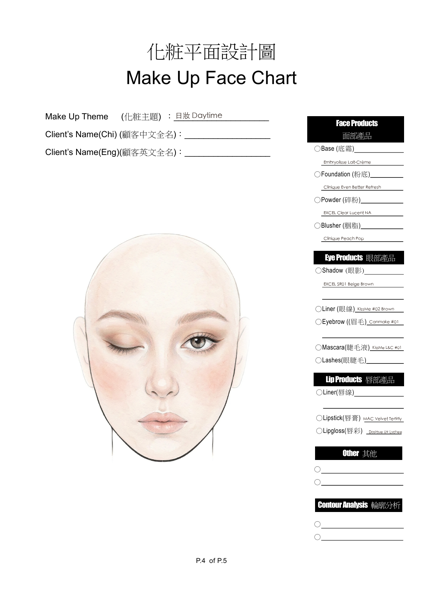 化粧平面設計圖
Make Up Face Chart
Make Up Theme (化粧主題) : 日妝 Daytime
Client's Name(Chi) (顧客中文全名) :
Client's Name(Eng)(顧客英文全名) :
Face Products
面部產品
Base (底霜)
Embryolisse Lait-Crème
Foundation (粉底)
Clinique Even Better Refresh
Powder (碎粉)
EXCEL Clear Lucent NA
Blusher (胭脂)
Clinique Peach Pop
Eye Products 眼部產品
Shadow (眼影)
EXCEL SR01 Beige Brown
Liner (眼線) #02 Brown
Eyebrow ((眉毛) Canmake #01
Mascara(睫毛液)
Lashes(眼睫毛)
Lip Products 唇部產品
Liner(唇線)
Lipstick(唇膏) MAC Velvet Teddy
Lipgloss(唇彩)
Other 其他
Contour Analysis 輪廓分析
P.4 of P.5